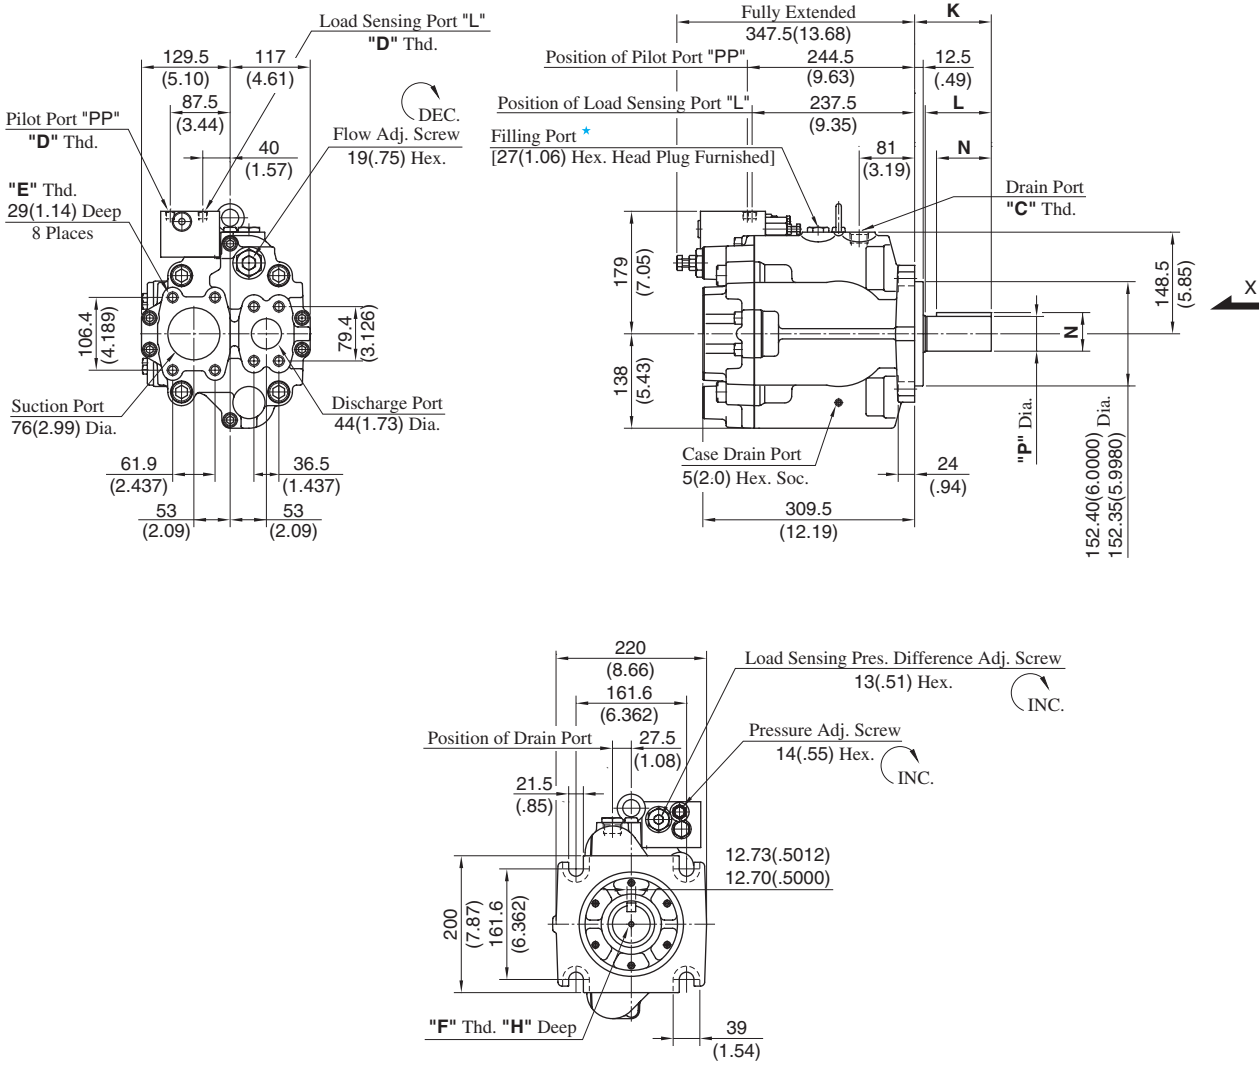 Load Sensing Port "L"
"D" Thd.
129.5
(5.10)
117
(4.61)
87.5
(3.44)
Pilot Port "PP"
"D" Thd.
DEC.
Flow Adj. Screw
19(.75) Hex.
40
(1.57)
"E" Thd.
29(1.14) Deep
8 Places
106.4
(4.189)
79.4
(3.126)
Suction Port
76(2.99) Dia.
Discharge Port
44(1.73) Dia.
61.9
(2.437)
36.5
(1.437)
53
(2.09)
53
(2.09)
Fully Extended
347.5(13.68)
K
Position of Pilot Port "PP"
244.5
(9.63)
12.5
(.49)
Position of Load Sensing Port "L"
237.5
(9.35)
L
Filling Port ★
[27(1.06) Hex. Head Plug Furnished]
81
(3.19)
N
Drain Port
"C" Thd.
179
(7.05)
138
(5.43)
148.5
(5.85)
X
N
"P" Dia.
152.40(6.0000) Dia.
152.35(5.9980)
Case Drain Port
5(2.0) Hex. Soc.
24
(.94)
309.5
(12.19)
220
(8.66)
Load Sensing Pres. Difference Adj. Screw
13(.51) Hex.
INC.
161.6
(6.362)
Position of Drain Port
27.5
(1.08)
Pressure Adj. Screw
14(.55) Hex.
INC.
21.5
(.85)
12.73(.5012)
12.70(.5000)
200
(7.87)
161.6
(6.362)
"F" Thd. "H" Deep
39
(1.54)